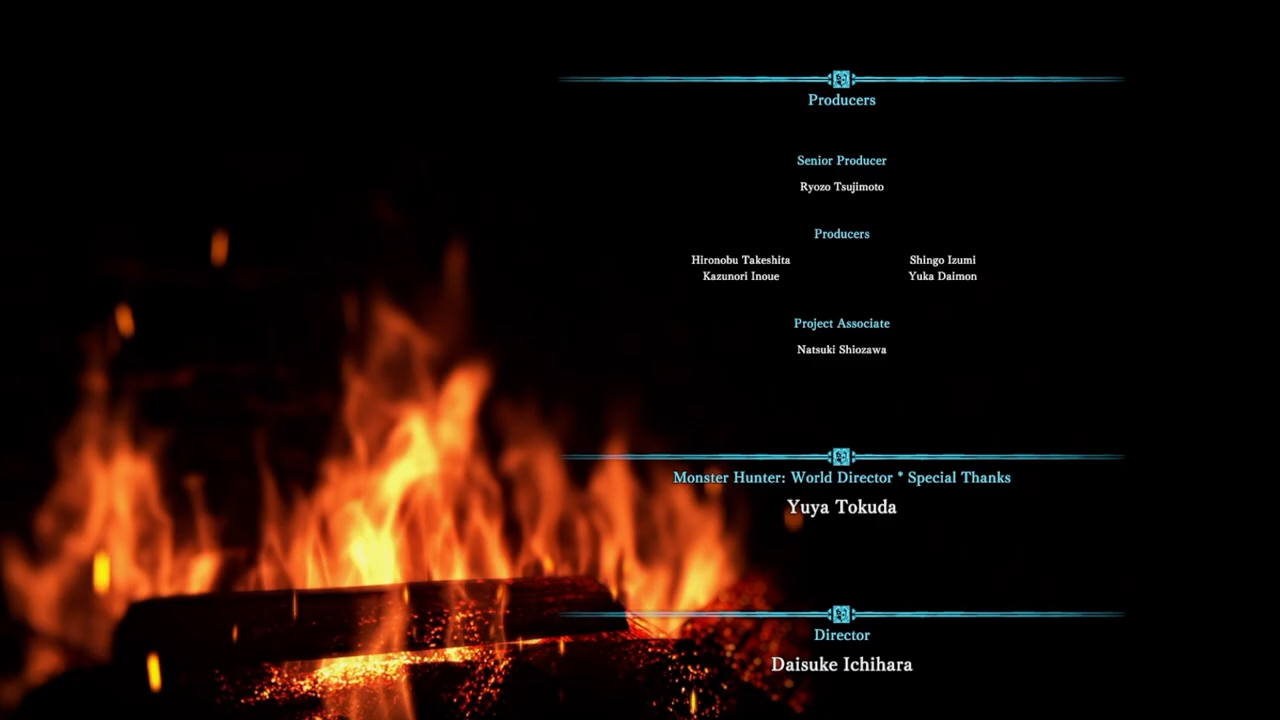 Producers
Senior Producer
Ryozo Tsujimoto
Producers
Hironobu Takeshita Shingo Izumi
Kazunori Inoue Yuka Daimon
Project Associate
Natsuki Shiozawa
Monster Hunter: World Director * Special Thanks
Yuya Tokuda
Director
Daisuke Ichihara